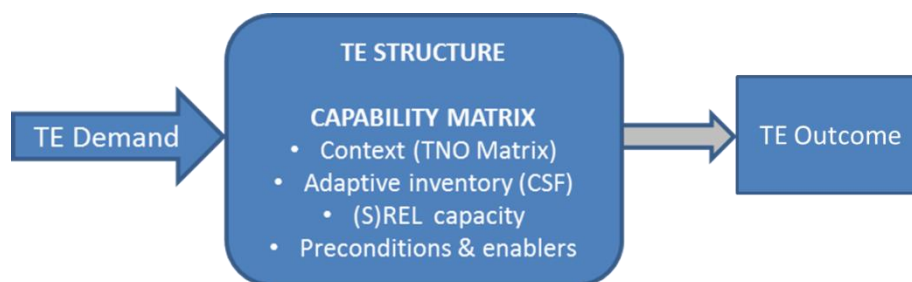 TE Demand
TE STRUCTURE
CAPABILITY MATRIX
• Context (TNO Matrix)
• Adaptive inventory (CSF)
• (S)REL capacity
• Preconditions & enablers
TE Outcome